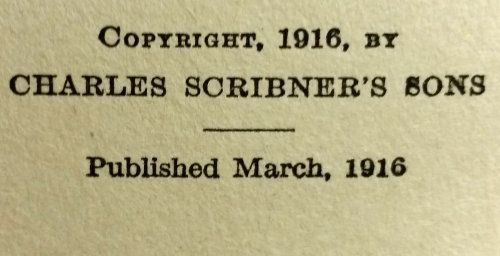 COPYRIGHT, 1916, BY
CHARLES SCRIBNER'S SONS
Published March, 1916